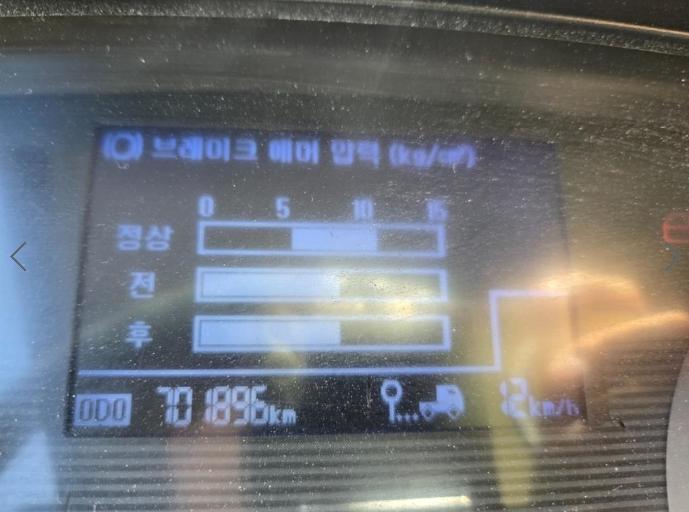 브레이크 에어 압력 (kg/㎠)
0 5 10 15
정상
전
후
ODO 701896km 12km/h